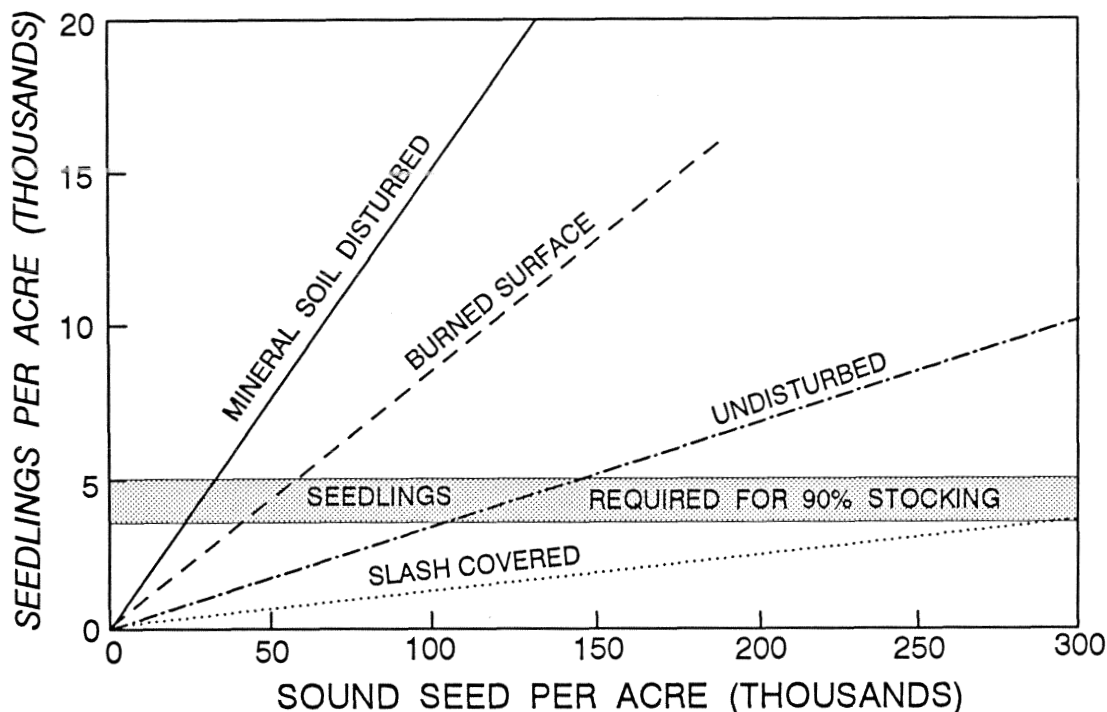 SEEDLINGS PER ACRE (THOUSANDS)
20
15
10
5
0
MINERAL SOIL DISTURBED
BURNED SURFACE
UNDISTURBED
SEEDLINGS REQUIRED FOR 90% STOCKING
SLASH COVERED
0 50 100 150 200 250 300
SOUND SEED PER ACRE (THOUSANDS)